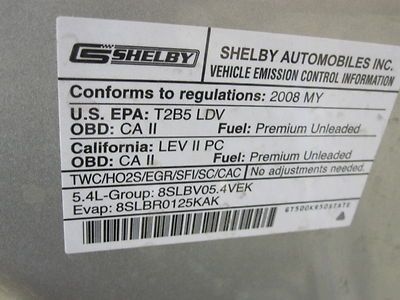 CS SHELBY
SHELBY AUTOMOBILES INC.
VEHICLE EMISSION CONTROL INFORMATION
Conforms to regulations: 2008 MY
U.S. EPA: T2B5 LDV
OBD: CA II Fuel: Premium Unleaded
California: LEV II PC
OBD: CA II Fuel: Premium Unleaded
TWC/HO2S/EGR/SFI/SC/CAC No adjustments needed.
5.4L-Group: 8SLBV05.4VEK
Evap: 8SLBR0125KAK
GT500KR50STATE